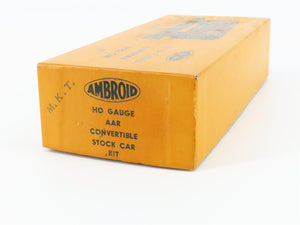 M.K.T.
AMBROID
HO GAUGE
AAR
CONVERTIBLE
STOCK CAR
KIT